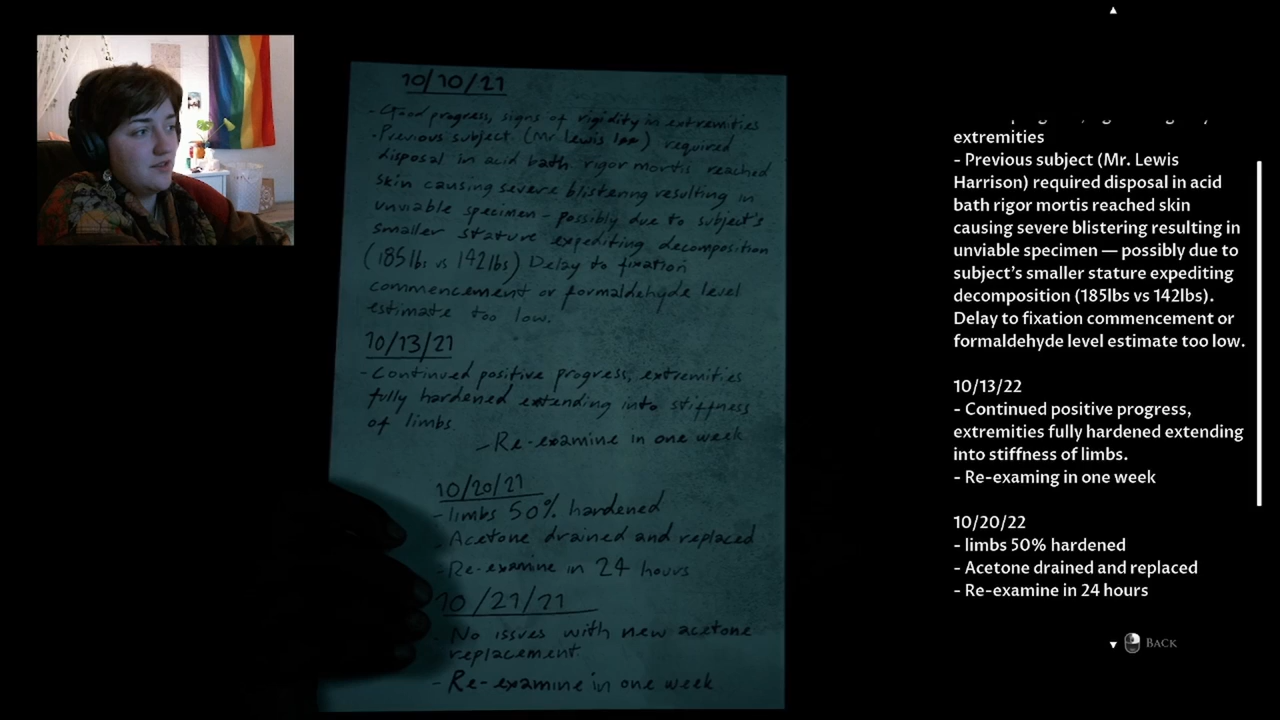 10/10/21
- Good progress, signs of rigidity in extremities
- Previous subject (Mr Lewis) required
disposal in acid bath. rigor mortis reached
skin causing severe blistering resulting in
unviable specimen - possibly due to subject's
smaller stature expediting decomposition
(185lbs vs 142lbs) Delay to fixation
commencement or formaldehyde level
estimate too low.
10/13/21
- Continued positive progress, extremities
fully hardened extending into stiffness
of limbs.
- Re-examine in one week
10/20/21
- limbs 50% hardened
- Acetone drained and replaced
- Re-examine in 24 hours
10/21/21
- No issues with new acetone
replacement.
- Re-examine in one week
extremities
- Previous subject (Mr. Lewis
Harrison) required disposal in acid
bath rigor mortis reached skin
causing severe blistering resulting in
unviable specimen — possibly due to
subject's smaller stature expediting
decomposition (185lbs vs 142lbs).
Delay to fixation commencement or
formaldehyde level estimate too low.
10/13/22
- Continued positive progress,
extremities fully hardened extending
into stiffness of limbs.
- Re-examing in one week
10/20/22
- limbs 50% hardened
- Acetone drained and replaced
- Re-examine in 24 hours
Back